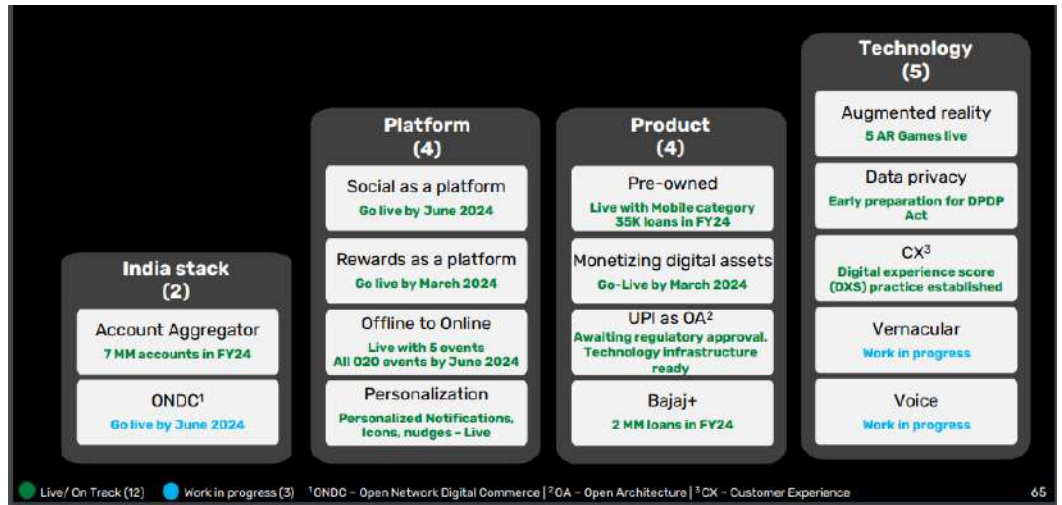 India stack
(2)
Account Aggregator
7 MM accounts in FY24
ONDC¹
Go live by June 2024
Platform
(4)
Social as a platform
Go live by June 2024
Rewards as a platform
Go live by March 2024
Offline to Online
Live with 5 events
All O2O events by June 2024
Personalization
Personalized Notifications,
Icons, nudges – Live
Product
(4)
Pre-owned
Live with Mobile category
35K loans in FY24
Monetizing digital assets
Go-Live by March 2024
UPI as OA²
Awaiting regulatory approval.
Technology infrastructure
ready
Bajaj+
2 MM loans in FY24
Technology
(5)
Augmented reality
5 AR Games live
Data privacy
Early preparation for DPDP
Act
CX³
Digital experience score
(DXS) practice established
Vernacular
Work in progress
Voice
Work in progress
Live/ On Track (12) Work in progress (3) ¹ONDC – Open Network Digital Commerce | ²OA – Open Architecture | ³CX – Customer Experience 65